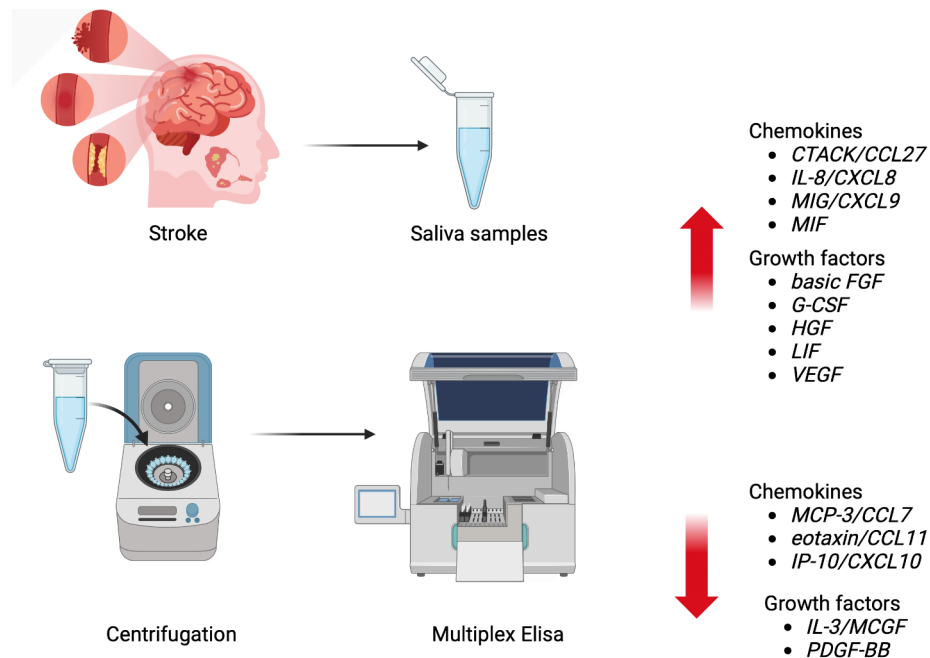 Stroke
Saliva samples
Chemokines
• CTACK/CCL27
• IL-8/CXCL8
• MIG/CXCL9
• MIF
Growth factors
• basic FGF
• G-CSF
• HGF
• LIF
• VEGF
Centrifugation
Multiplex Elisa
Chemokines
• MCP-3/CCL7
• eotaxin/CCL11
• IP-10/CXCL10
Growth factors
• IL-3/MCGF
• PDGF-BB